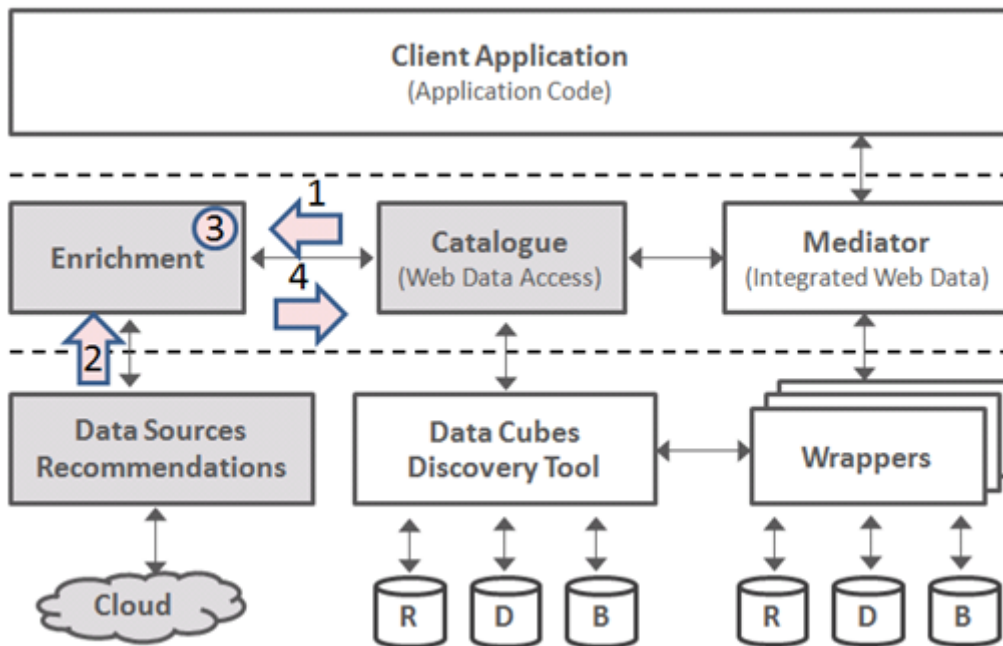 Client Application
(Application Code)
1
3
Enrichment
Catalogue
(Web Data Access)
Mediator
(Integrated Web Data)
4
2
Data Sources
Recommendations
Data Cubes
Discovery Tool
Wrappers
Cloud
R D B
R D B